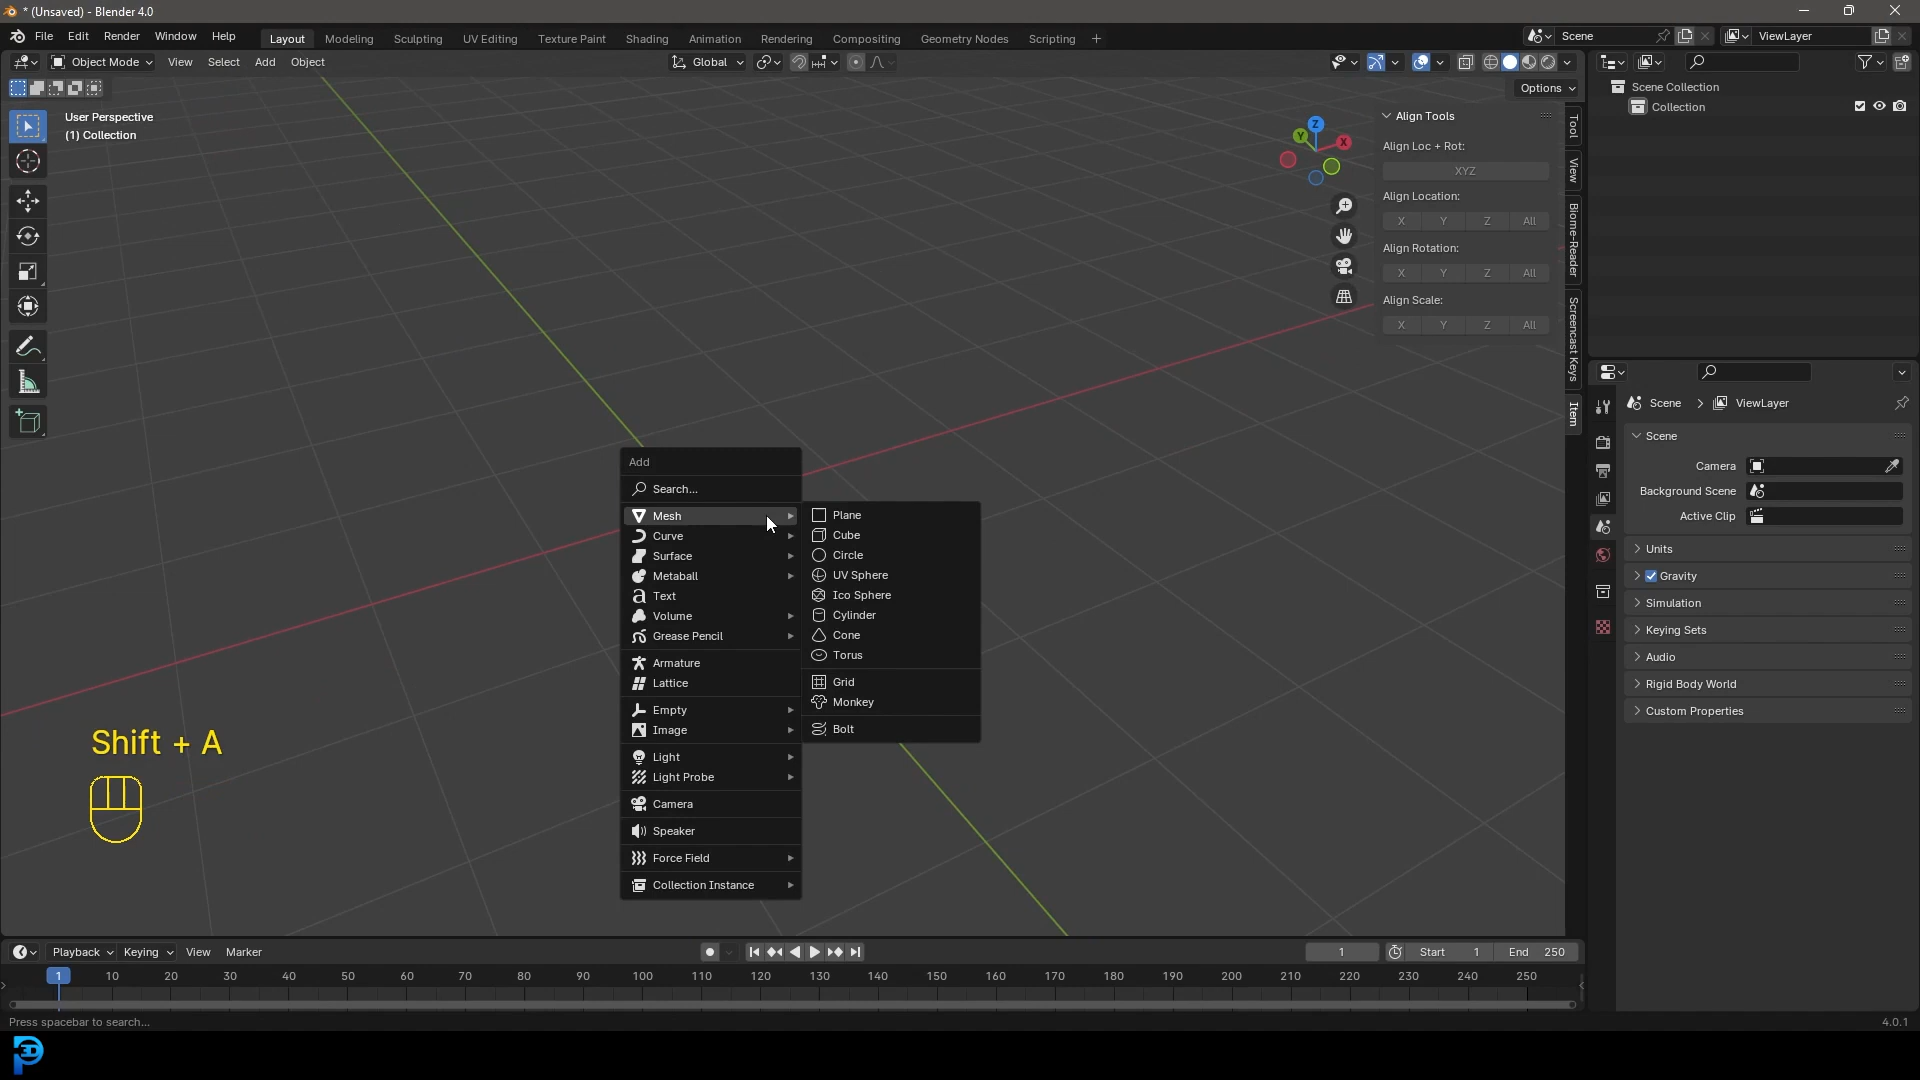 * (Unsaved) - Blender 4.0
File Edit Render Window Help Layout Modeling Sculpting UV Editing Texture Paint Shading Animation Rendering Compositing Geometry Nodes Scripting + Scene ViewLayer
Object Mode View Select Add Object Global
Options
User Perspective
(1) Collection
Z
Y
X
Align Tools
Align Loc + Rot:
XYZ
Align Location:
X Y Z All
Align Rotation:
X Y Z All
Align Scale:
X Y Z All
Tool
View
Biome-Reader
Screencast Keys
Item
Scene Collection
Collection
Scene > ViewLayer
Scene
Camera
Background Scene
Active Clip
Units
Gravity
Simulation
Keying Sets
Audio
Rigid Body World
Custom Properties
Add
Search...
Mesh
Curve
Surface
Metaball
Text
Volume
Grease Pencil
Armature
Lattice
Empty
Image
Light
Light Probe
Camera
Speaker
Force Field
Collection Instance
Plane
Cube
Circle
UV Sphere
Ico Sphere
Cylinder
Cone
Torus
Grid
Monkey
Bolt
Shift + A
Playback Keying View Marker 1 Start 1 End 250
1 10 20 30 40 50 60 70 80 90 100 110 120 130 140 150 160 170 180 190 200 210 220 230 240 250
Press spacebar to search...
4.0.1
P3D